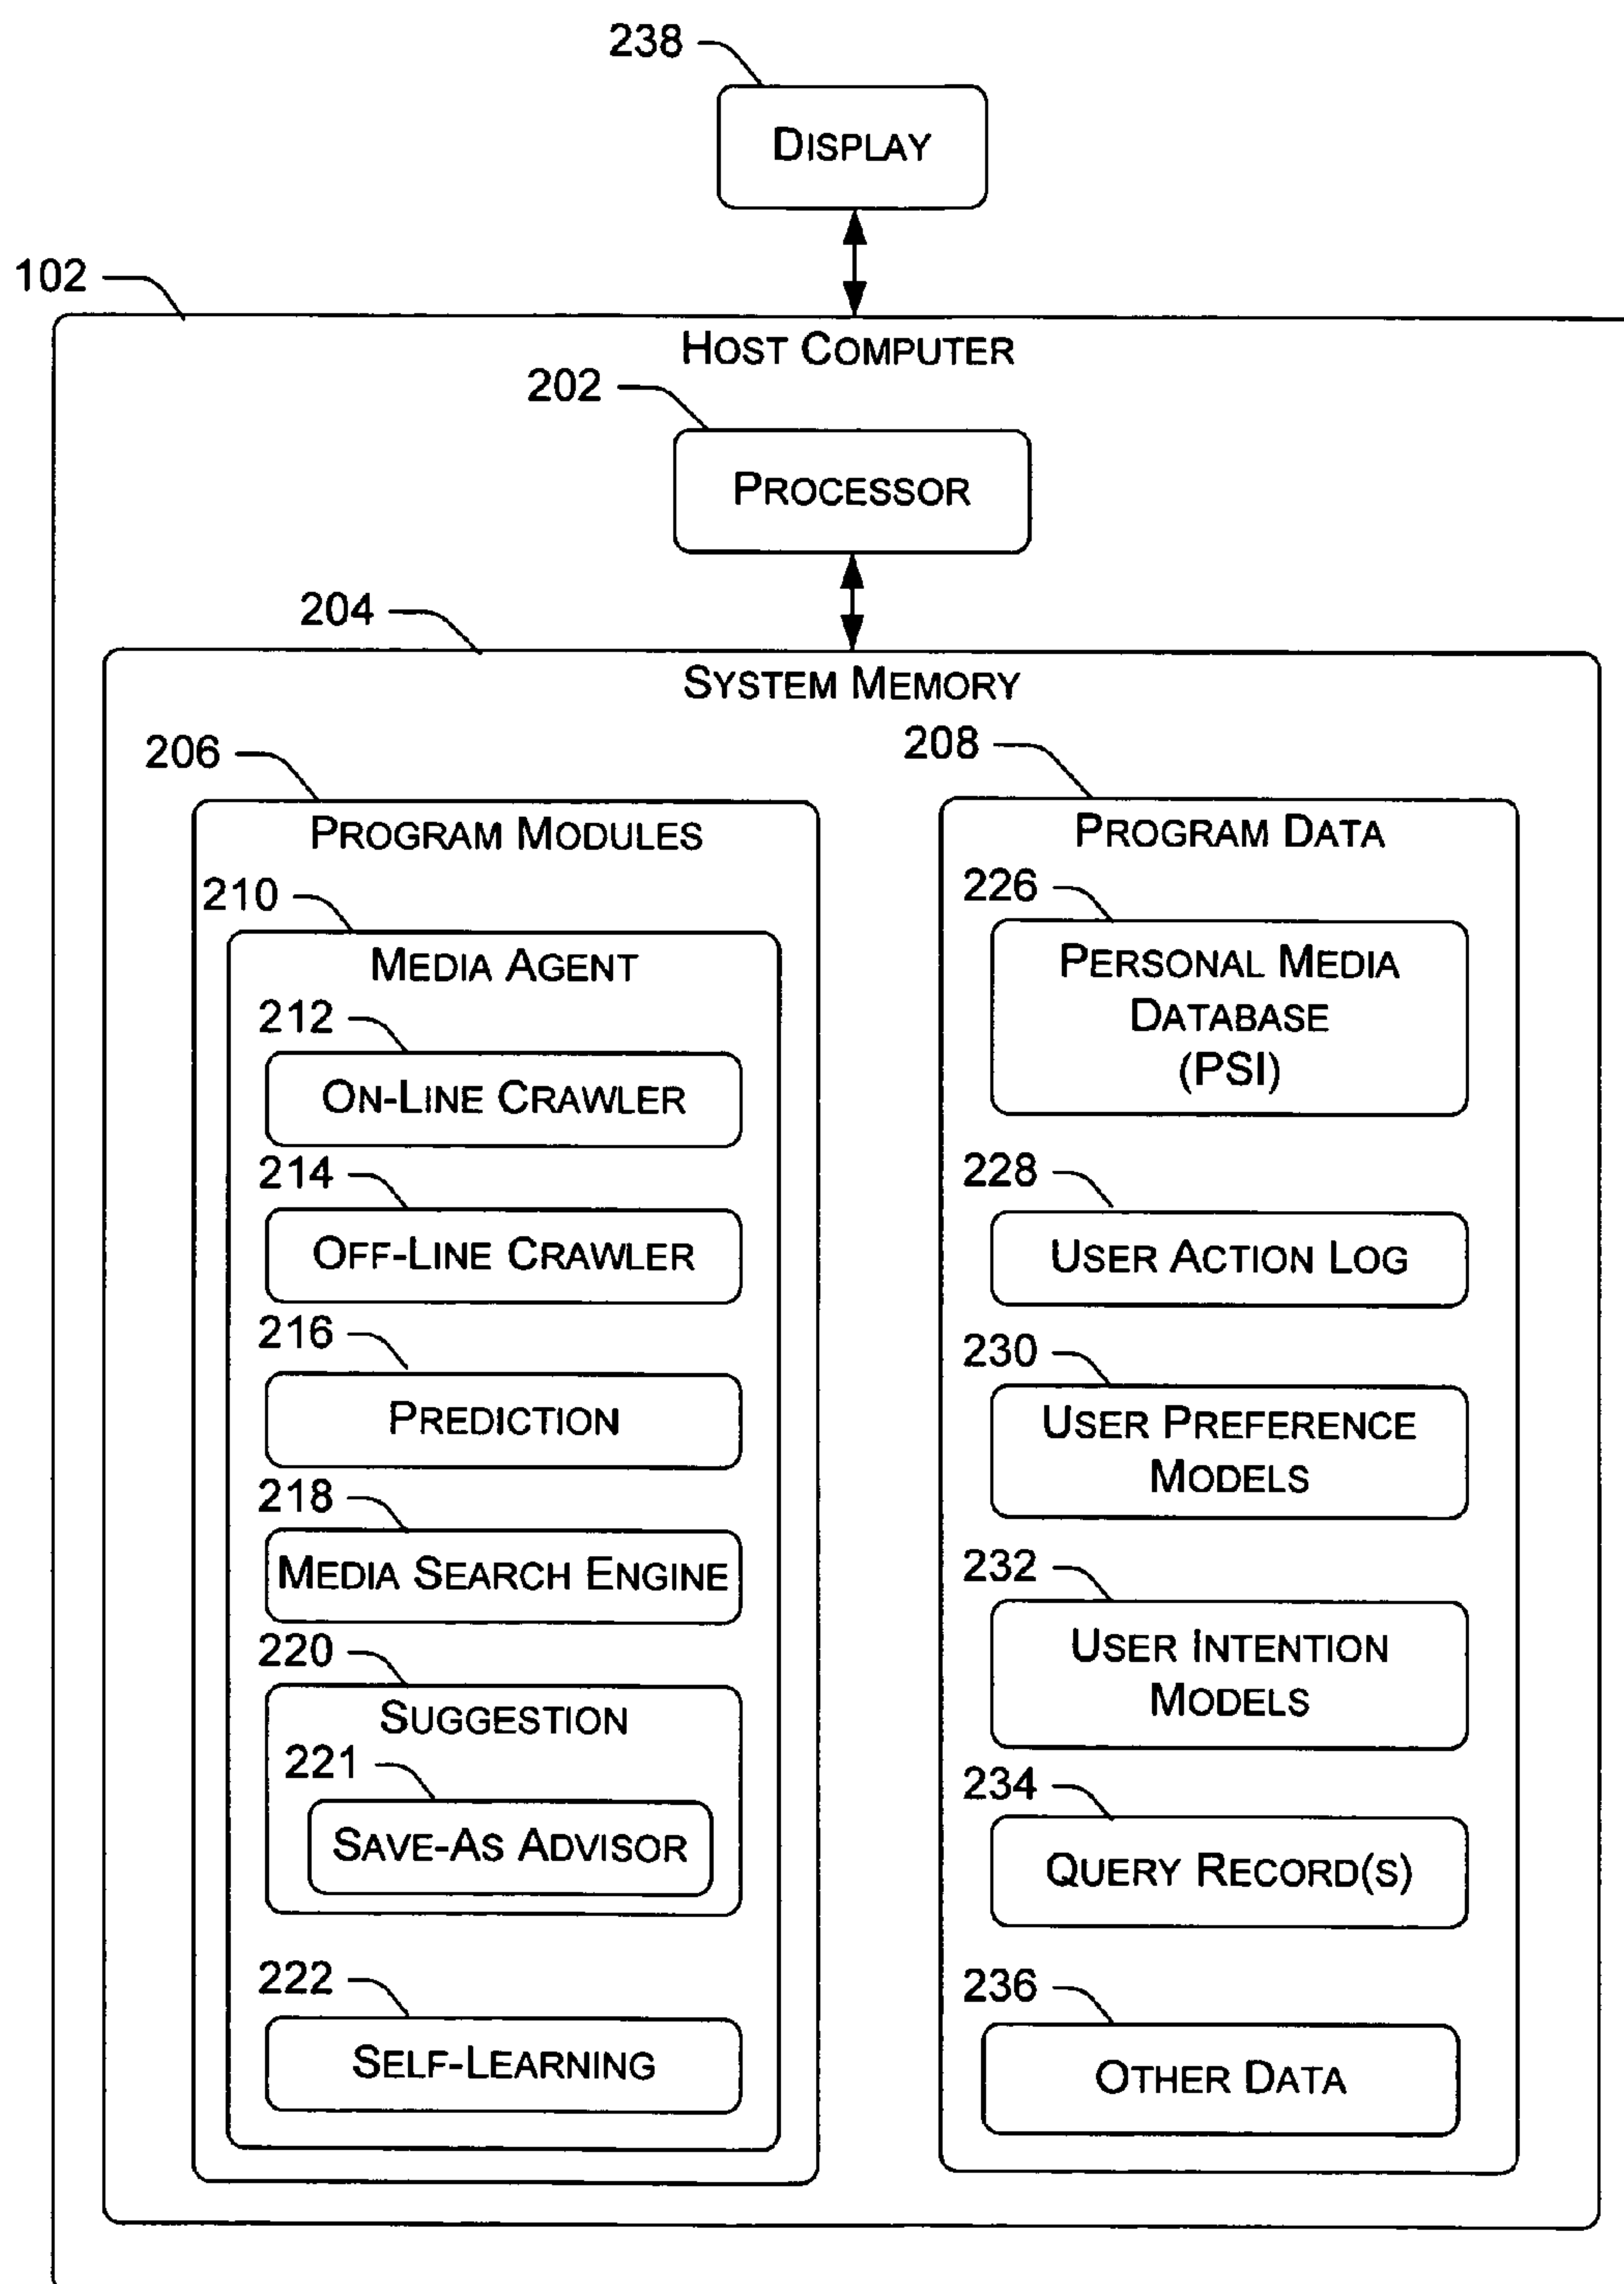 238
DISPLAY
102
HOST COMPUTER
202
PROCESSOR
204
SYSTEM MEMORY
206
PROGRAM MODULES
210
MEDIA AGENT
212
ON-LINE CRAWLER
214
OFF-LINE CRAWLER
216
PREDICTION
218
MEDIA SEARCH ENGINE
220
SUGGESTION
221
SAVE-AS ADVISOR
222
SELF-LEARNING
208
PROGRAM DATA
226
PERSONAL MEDIA
DATABASE
(PSI)
228
USER ACTION LOG
230
USER PREFERENCE
MODELS
232
USER INTENTION
MODELS
234
QUERY RECORD(S)
236
OTHER DATA